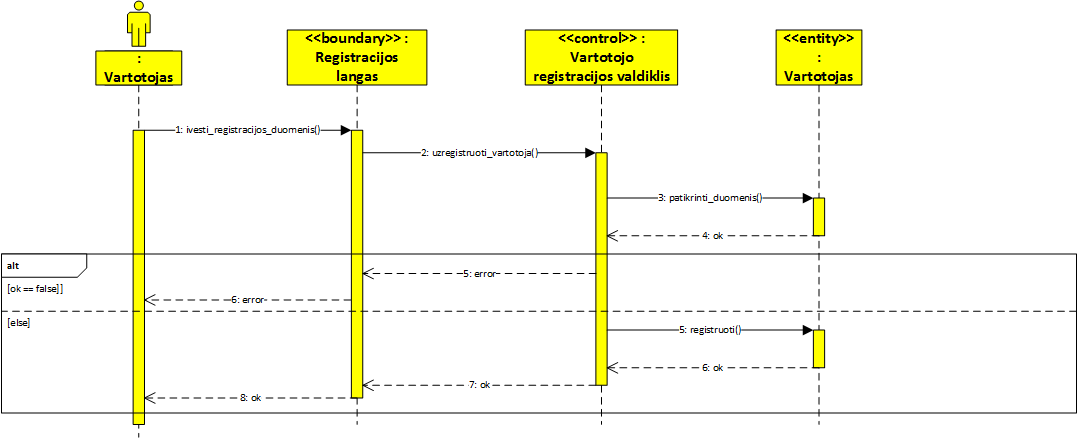 :
Vartotojas
<<boundary>> :
Registracijos
langas
<<control>> :
Vartotojo
registracijos valdiklis
<<entity>>
:
Vartotojas
1: ivesti_registracijos_duomenis()
2: uzregistruoti_vartotoja()
3: patikrinti_duomenis()
4: ok
alt
5: error
[ok == false]]
6: error
[else]
5: registruoti()
6: ok
7: ok
8: ok